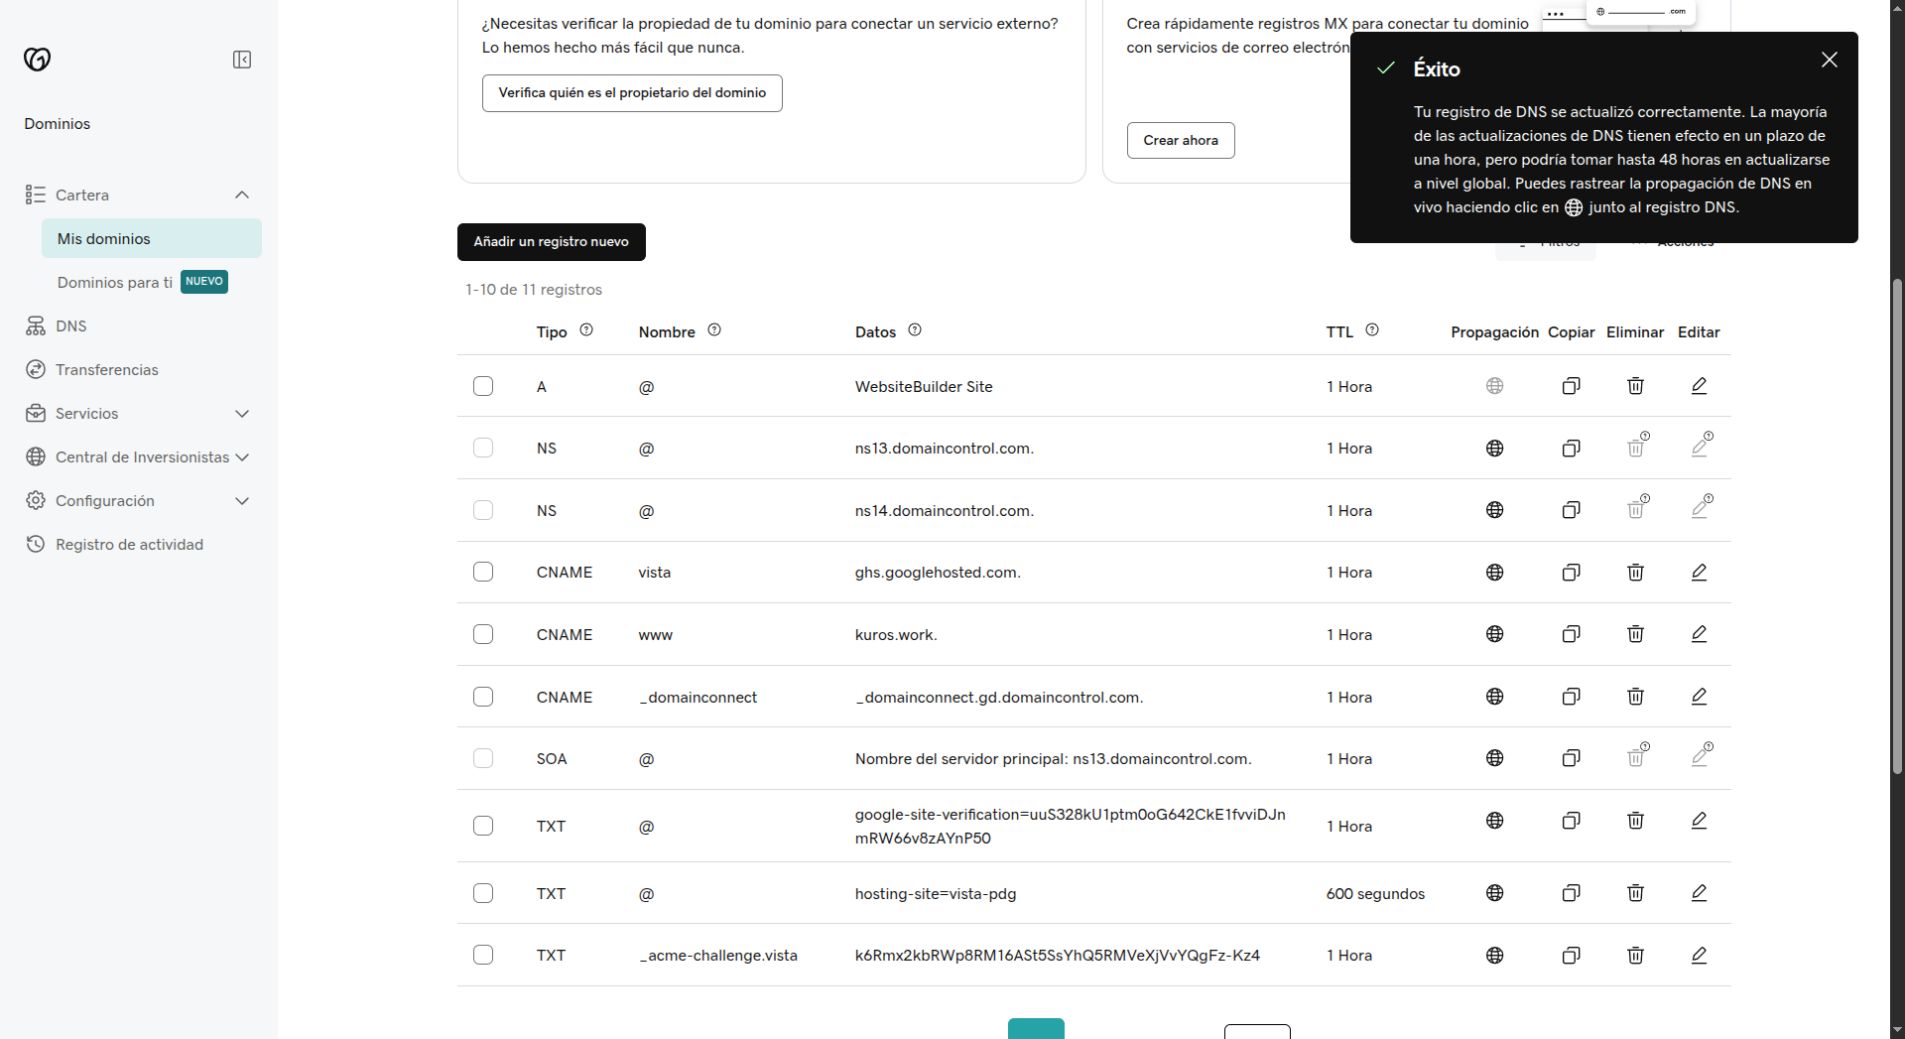 ¿Necesitas verificar la propiedad de tu dominio para conectar un servicio externo?
Lo hemos hecho más fácil que nunca.
Verifica quién es el propietario del dominio
Crea rápidamente registros MX para conectar tu dominio
con servicios de correo electrón
Crear ahora
.com
Éxito
Tu registro de DNS se actualizó correctamente. La mayoría
de las actualizaciones de DNS tienen efecto en un plazo de
una hora, pero podría tomar hasta 48 horas en actualizarse
a nivel global. Puedes rastrear la propagación de DNS en
vivo haciendo clic en junto al registro DNS.
Dominios
Cartera
Mis dominios
Dominios para ti NUEVO
DNS
Transferencias
Servicios
Central de Inversionistas
Configuración
Registro de actividad
Añadir un registro nuevo
Filtros
Acciones
1-10 de 11 registros
Tipo Nombre Datos TTL Propagación Copiar Eliminar Editar
A @ WebsiteBuilder Site 1 Hora
NS @ ns13.domaincontrol.com. 1 Hora
NS @ ns14.domaincontrol.com. 1 Hora
CNAME vista ghs.googlehosted.com. 1 Hora
CNAME www kuros.work. 1 Hora
CNAME _domainconnect _domainconnect.gd.domaincontrol.com. 1 Hora
SOA @ Nombre del servidor principal: ns13.domaincontrol.com. 1 Hora
TXT @ google-site-verification=uuS328kU1ptm0oG642CkE1fvviDJn
mRW66v8zAYnP50 1 Hora
TXT @ hosting-site=vista-pdg 600 segundos
TXT _acme-challenge.vista k6Rmx2kbRWp8RM16ASt5SsYhQ5RMVeXjVvYQgFz-Kz4 1 Hora